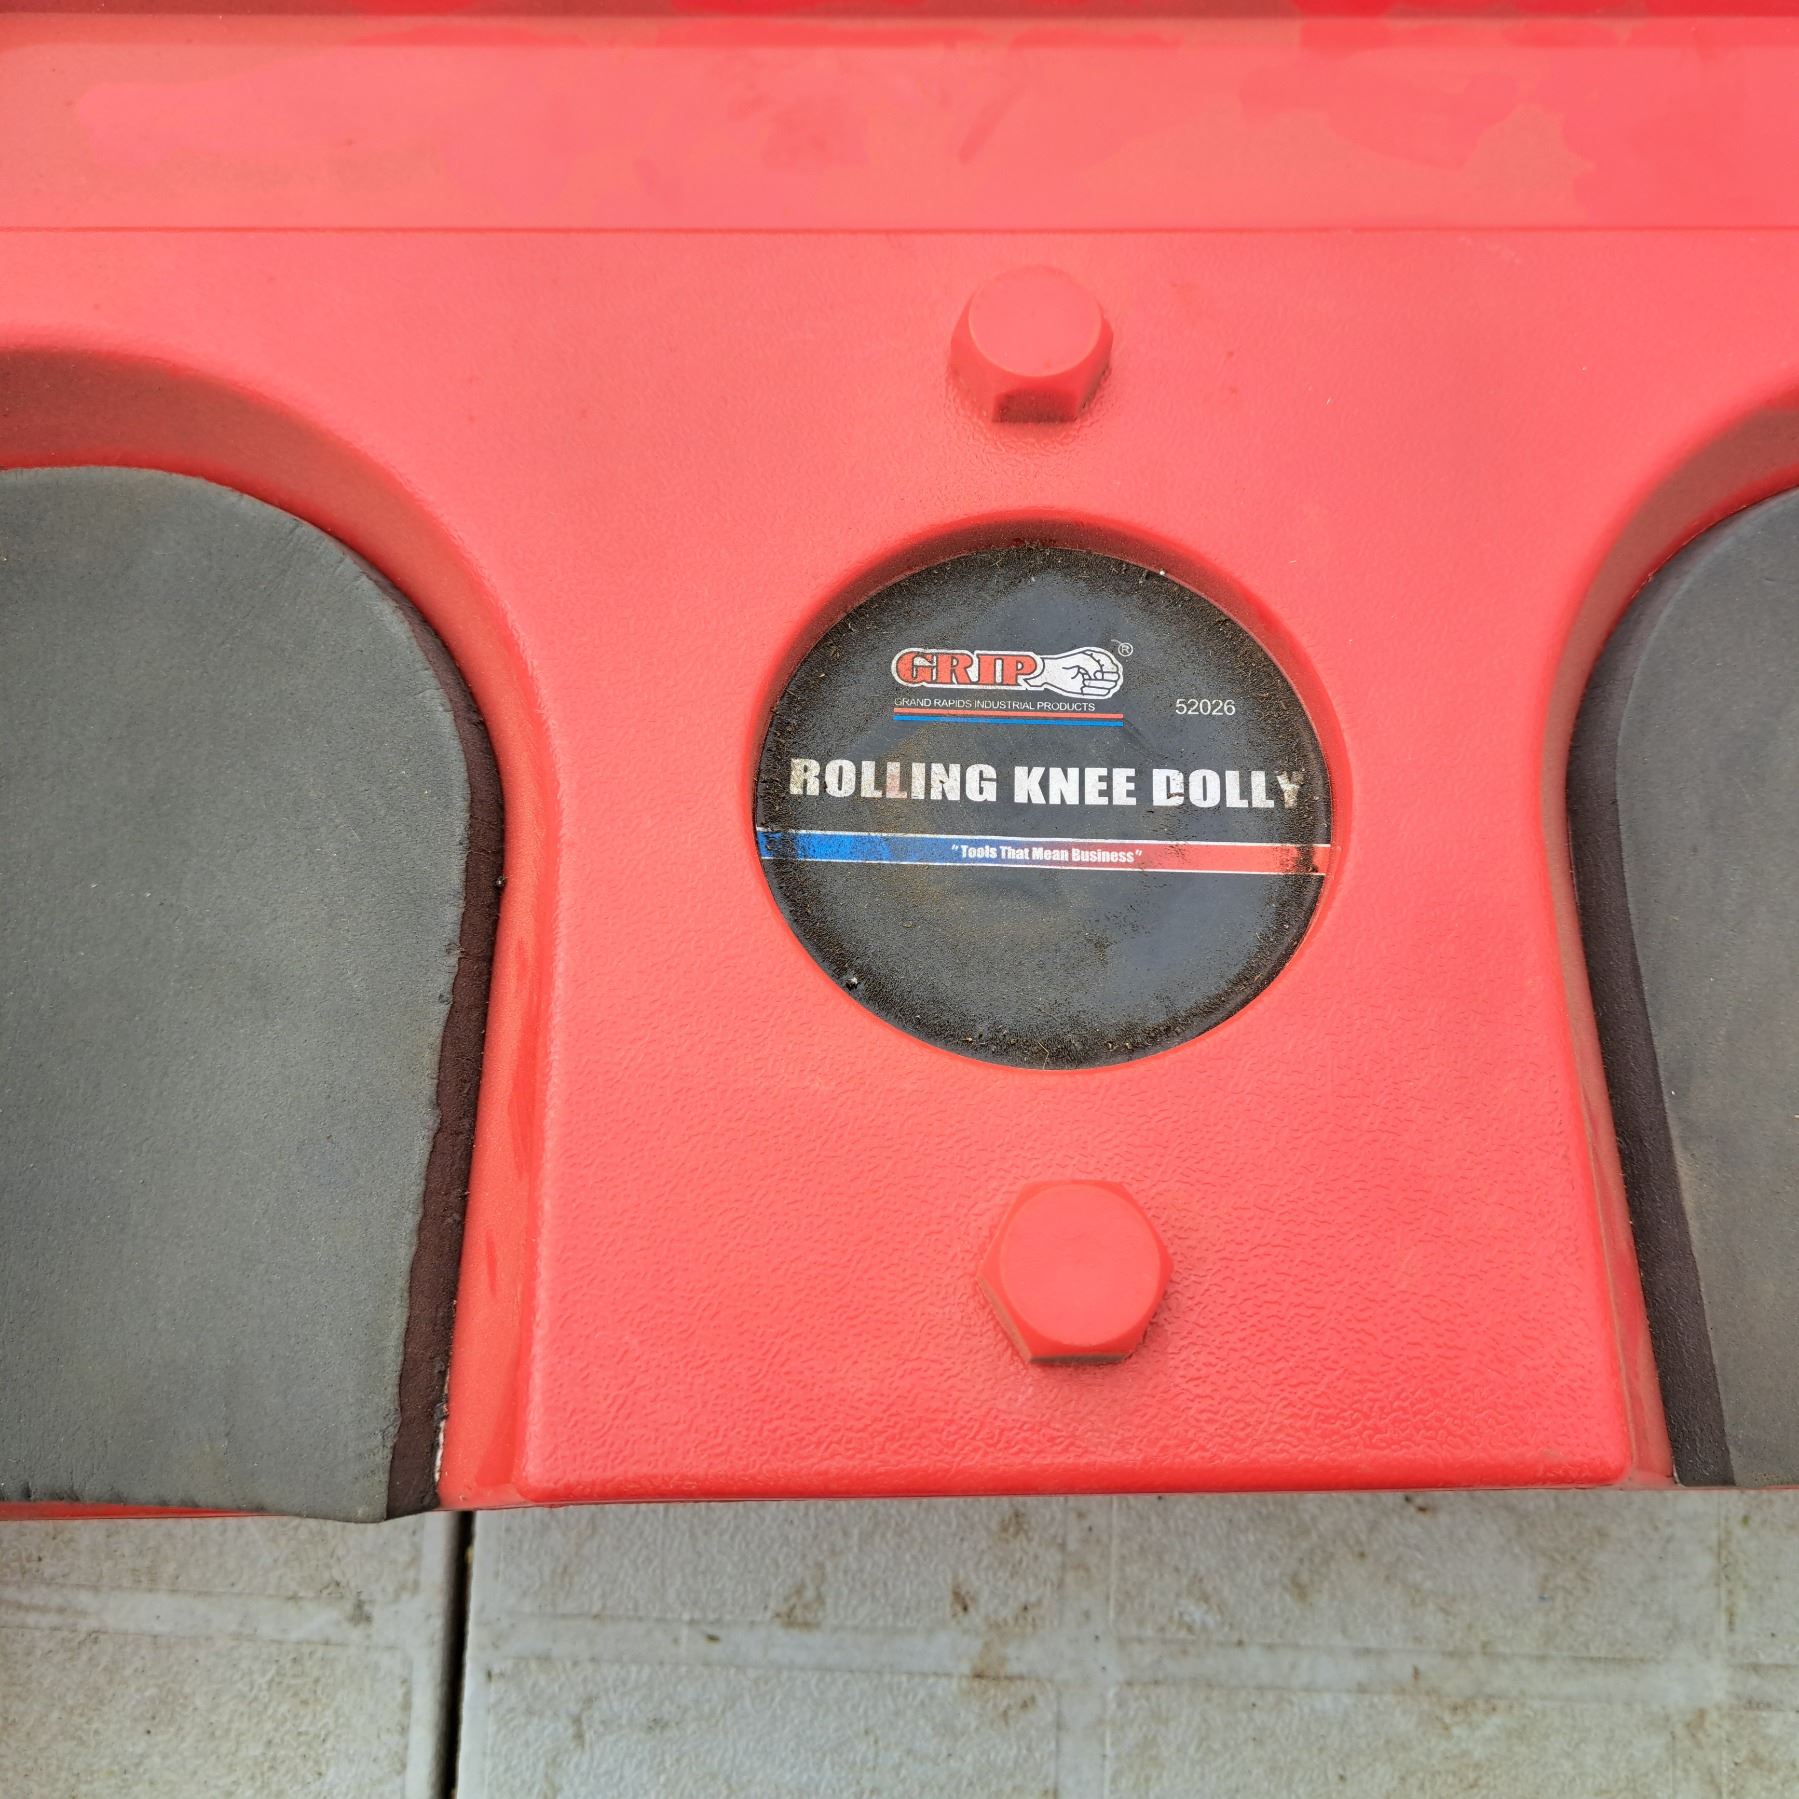 GRIP®
GRAND RAPIDS INDUSTRIAL PRODUCTS
52026
ROLLING KNEE DOLLY
"Tools That Mean Business"